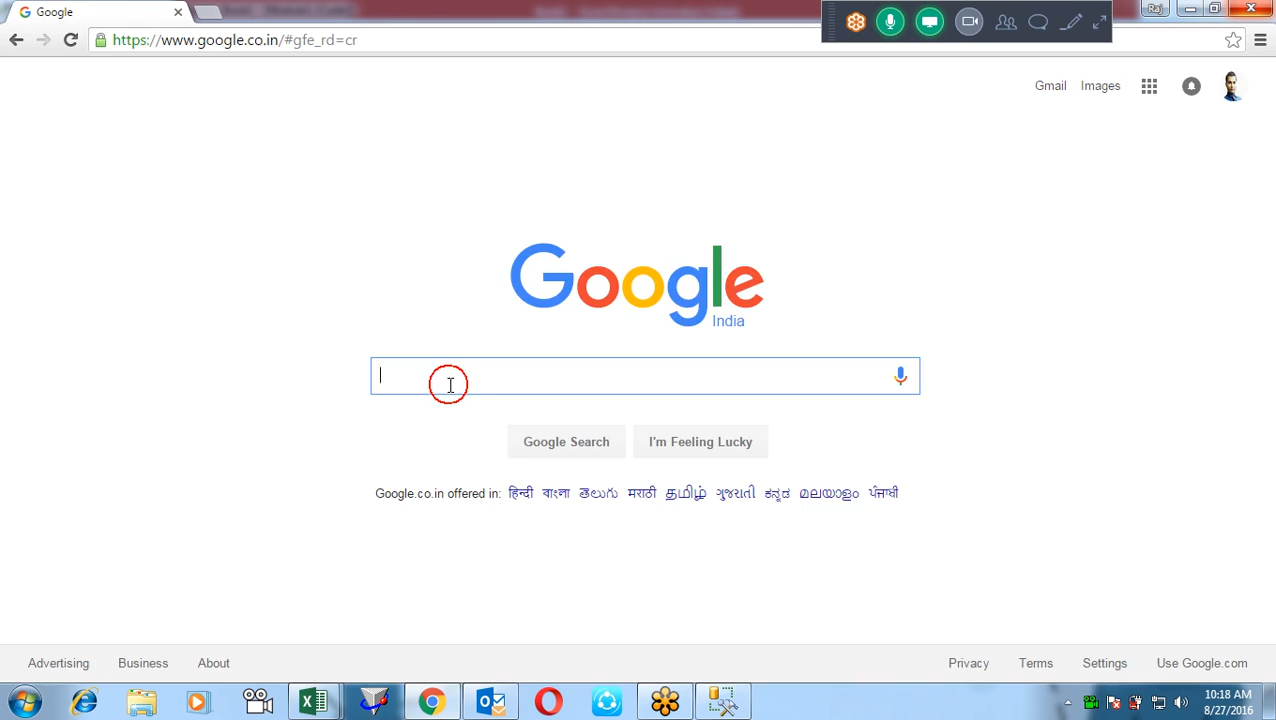 Google
Raj
https://www.google.co.in/#gfe_rd=cr
Gmail Images
Google
India
Google Search I'm Feeling Lucky
Google.co.in offered in: हिन्दी বাংলা తెలుగు मराठी தமிழ் ગુજરાતી ಕನ್ನಡ മലയാളം ਪੰਜਾਬੀ
Advertising Business About Privacy Terms Settings Use Google.com
10:18 AM
8/27/2016